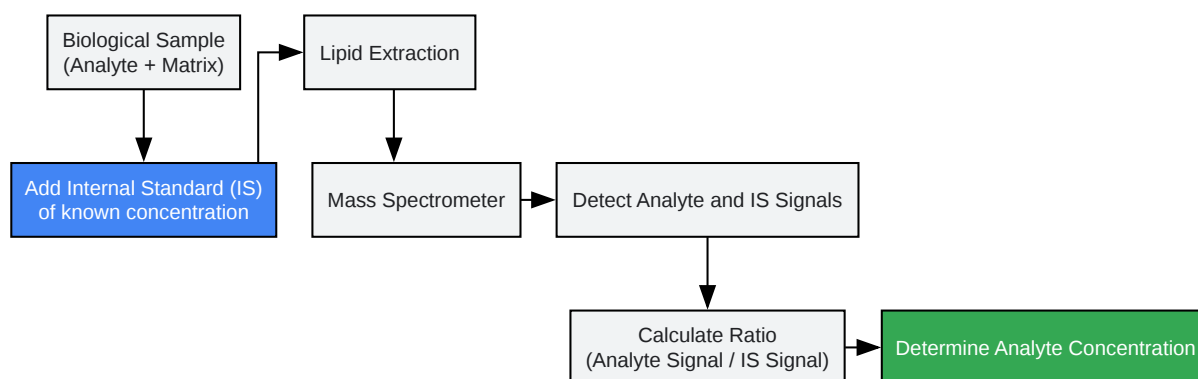 Biological Sample
(Analyte + Matrix)
Add Internal Standard (IS)
of known concentration
Lipid Extraction
Mass Spectrometer
Detect Analyte and IS Signals
Calculate Ratio
(Analyte Signal / IS Signal)
Determine Analyte Concentration